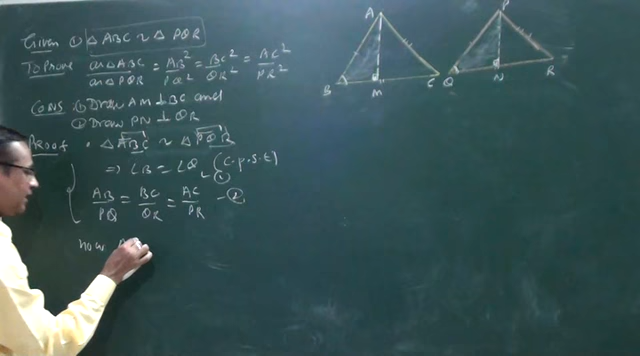 Given ① △ABC ~ △PQR
To prove ar△ABC/ar△PQR = AB²/PQ² = BC²/QR² = AC²/PR²
Cons. ① Draw AM ⊥ BC and
② Draw PN ⊥ QR
Proof • △ABC ~ △PQR
⇒ ∠B = ∠Q -① (C.p.s.t)
AB/PQ = BC/QR = AC/PR -②
now
A
B M C
P
Q N R